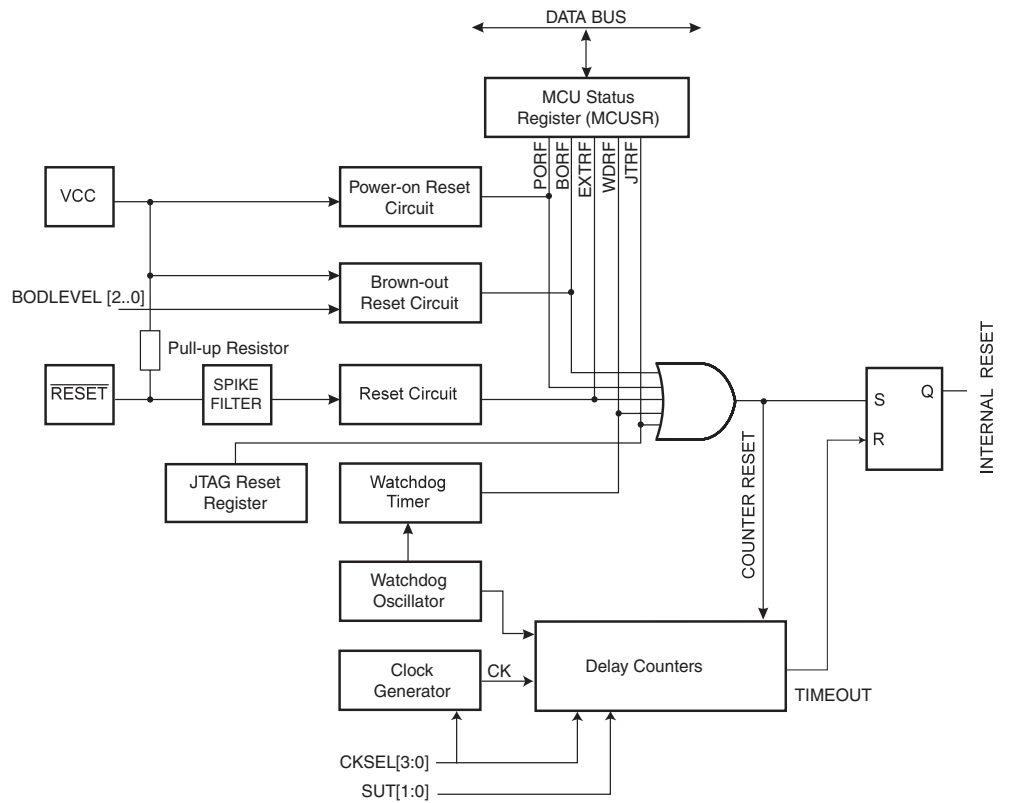 DATA BUS
MCU Status
Register (MCUSR)
PORF
BORF
EXTRF
WDRF
JTRF
VCC
Power-on Reset
Circuit
Brown-out
Reset Circuit
BODLEVEL [2..0]
Pull-up Resistor
RESET
SPIKE
FILTER
Reset Circuit
S
Q
R
INTERNAL RESET
COUNTER RESET
JTAG Reset
Register
Watchdog
Timer
Watchdog
Oscillator
Clock
Generator
CK
Delay Counters
TIMEOUT
CKSEL[3:0]
SUT[1:0]